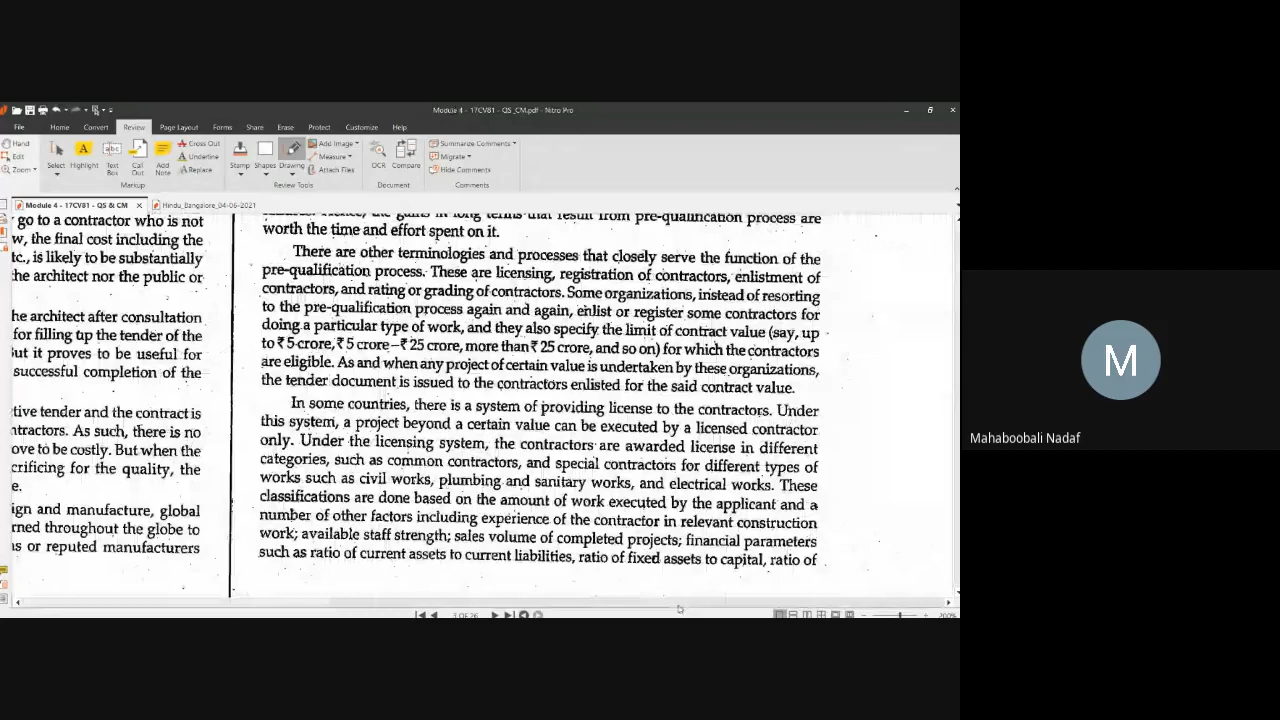 Module 4 - 17CV81 - QS_CM.pdf - Nitro Pro
File Home Convert Review Page Layout Forms Share Erase Protect Customize Help
Hand
Edit
Zoom
Select
Highlight
Text Box
Call Out
Add Note
Cross Out
Underline
Replace
Markup
Stamp
Shapes
Drawing
Add Image
Measure
Attach Files
Review Tools
OCR
Compare
Document
Summarize Comments
Migrate
Hide Comments
Comments
Module 4 - 17CV81 - QS & CM
Hindu_Bangalore_04-06-2021
go to a contractor who is not
w, the final cost including the
tc., is likely to be substantially
the architect nor the public or
he architect after consultation
for filling up the tender of the
ut it proves to be useful for
successful completion of the
tive tender and the contract is
ntractors. As such, there is no
ove to be costly. But when the
crificing for the quality, the
e.
ign and manufacture, global
rned throughout the globe to
ns or reputed manufacturers
Hence, the gains in long terms that result from pre-qualification process are
worth the time and effort spent on it.
There are other terminologies and processes that closely serve the function of the
pre-qualification process. These are licensing, registration of contractors, enlistment of
contractors, and rating or grading of contractors. Some organizations, instead of resorting
to the pre-qualification process again and again, enlist or register some contractors for
doing a particular type of work, and they also specify the limit of contract value (say, up
to ₹ 5 crore, ₹ 5 crore – ₹ 25 crore, more than ₹ 25 crore, and so on) for which the contractors
are eligible. As and when any project of certain value is undertaken by these organizations,
the tender document is issued to the contractors enlisted for the said contract value.
In some countries, there is a system of providing license to the contractors. Under
this system, a project beyond a certain value can be executed by a licensed contractor
only. Under the licensing system, the contractors are awarded license in different
categories, such as common contractors, and special contractors for different types of
works such as civil works, plumbing and sanitary works, and electrical works. These
classifications are done based on the amount of work executed by the applicant and a
number of other factors including experience of the contractor in relevant construction
work; available staff strength; sales volume of completed projects; financial parameters
such as ratio of current assets to current liabilities, ratio of fixed assets to capital, ratio of
3 OF 26
200%
M
Mahaboobali Nadaf